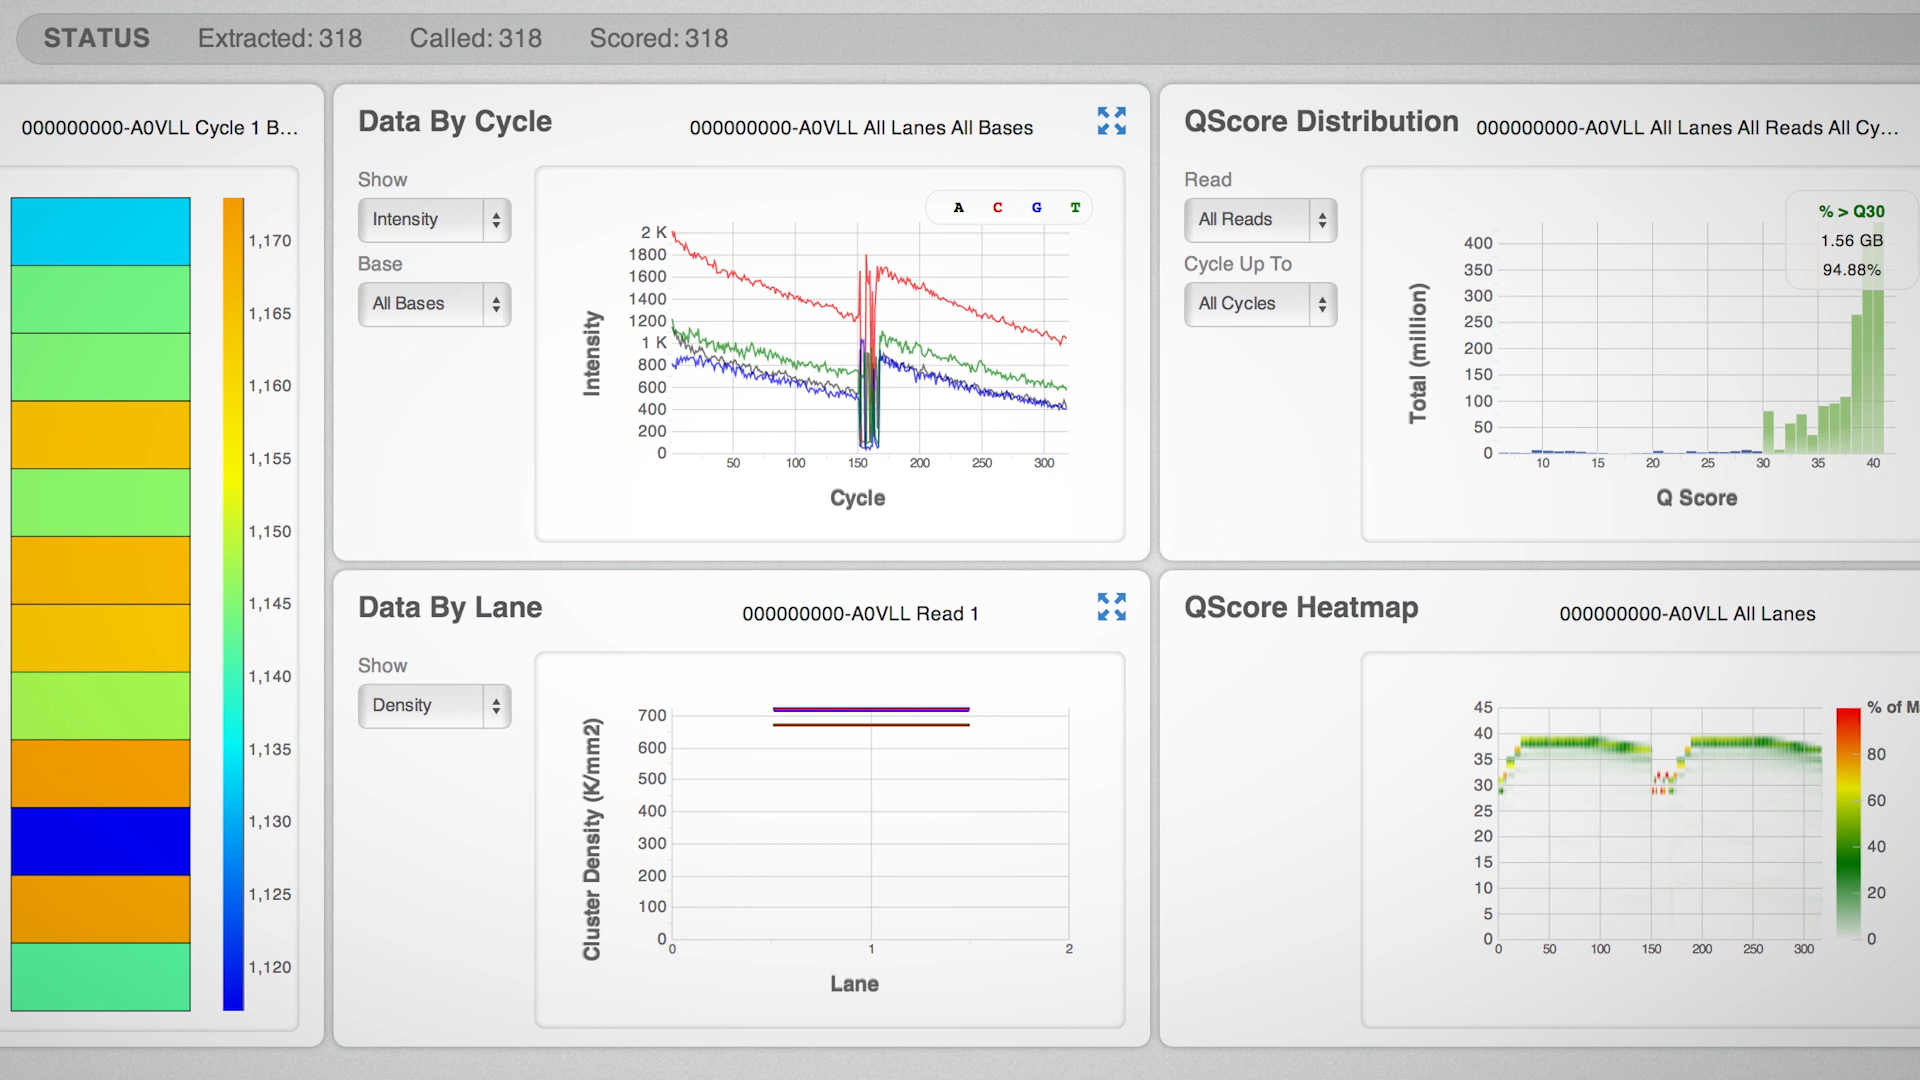 STATUS Extracted: 318 Called: 318 Scored: 318
000000000-A0VLL Cycle 1 B...
1,170
1,165
1,160
1,155
1,150
1,145
1,140
1,135
1,130
1,125
1,120
Data By Cycle
000000000-A0VLL All Lanes All Bases
Show
Intensity
Base
All Bases
A C G T
Intensity
2 K
1800
1600
1400
1200
1 K
800
600
400
200
0
50 100 150 200 250 300
Cycle
QScore Distribution
000000000-A0VLL All Lanes All Reads All Cy...
Read
All Reads
Cycle Up To
All Cycles
% > Q30
1.56 GB
94.88%
Total (million)
400
350
300
250
200
150
100
50
0
10 15 20 25 30 35 40
Q Score
Data By Lane
000000000-A0VLL Read 1
Show
Density
Cluster Density (K/mm2)
700
600
500
400
300
200
100
0
0 1 2
Lane
QScore Heatmap
000000000-A0VLL All Lanes
45
40
35
30
25
20
15
10
5
0
0 50 100 150 200 250 300
% of M
80
60
40
20
0